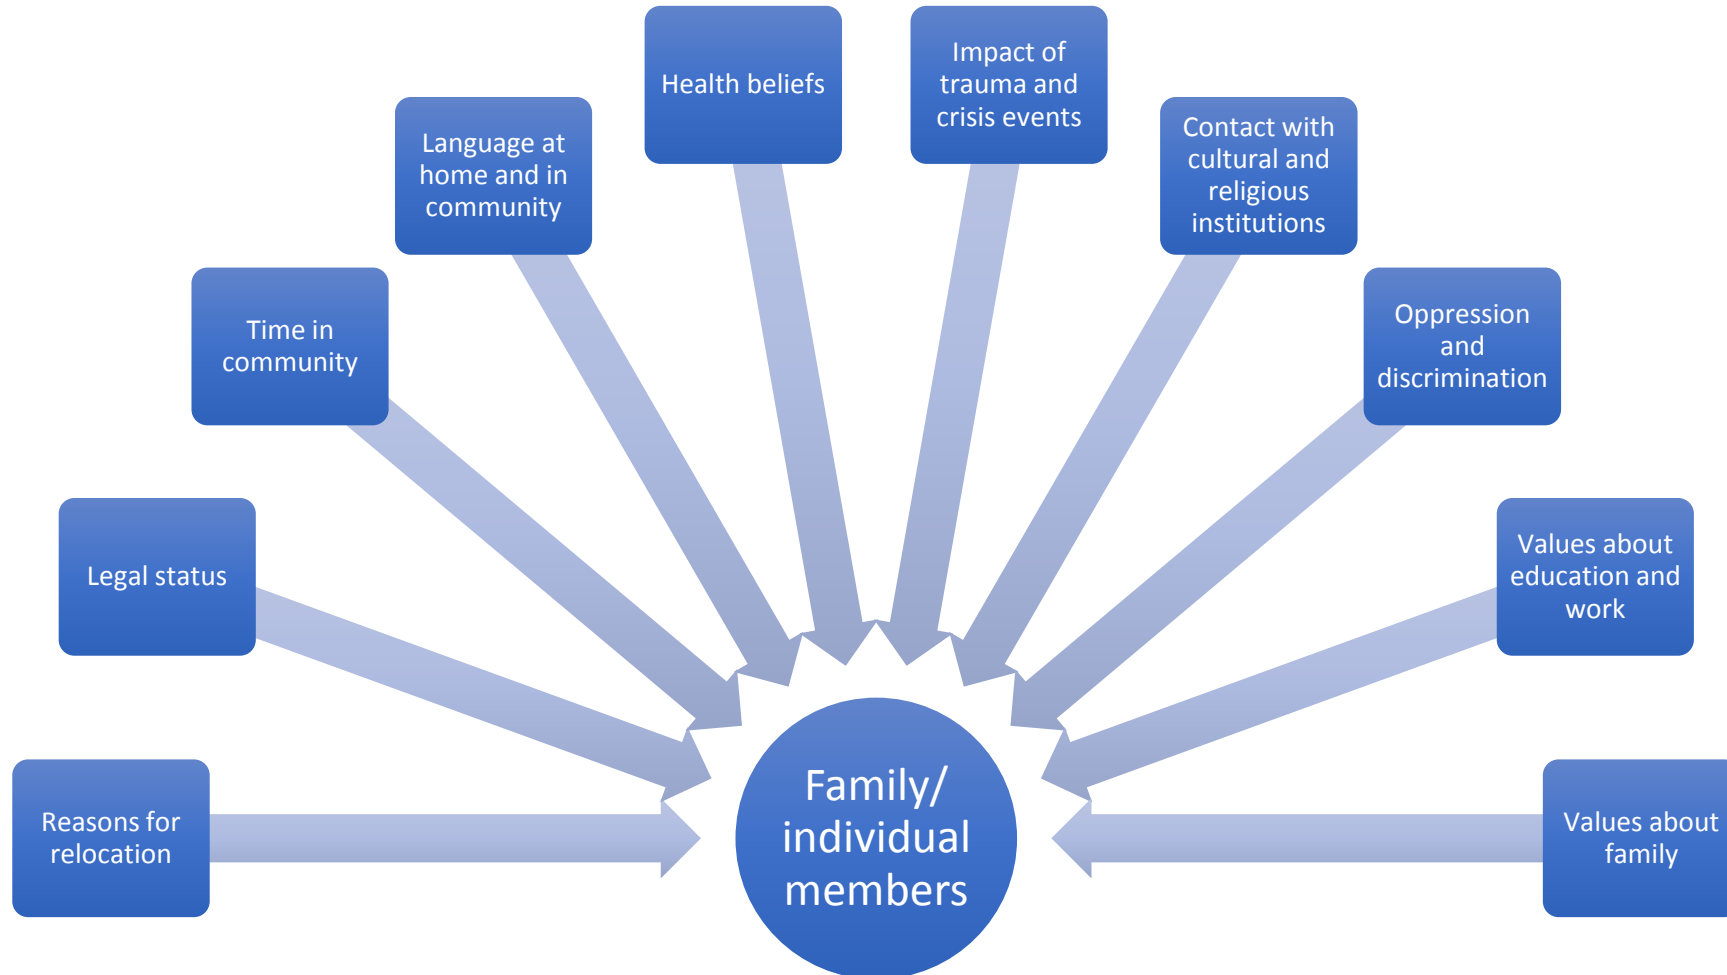 Health beliefs
Impact of
trauma and
crisis events
Language at
home and in
community
Contact with
cultural and
religious
institutions
Time in
community
Oppression
and
discrimination
Legal status
Values about
education and
work
Reasons for
relocation
Family/
individual
members
Values about
family